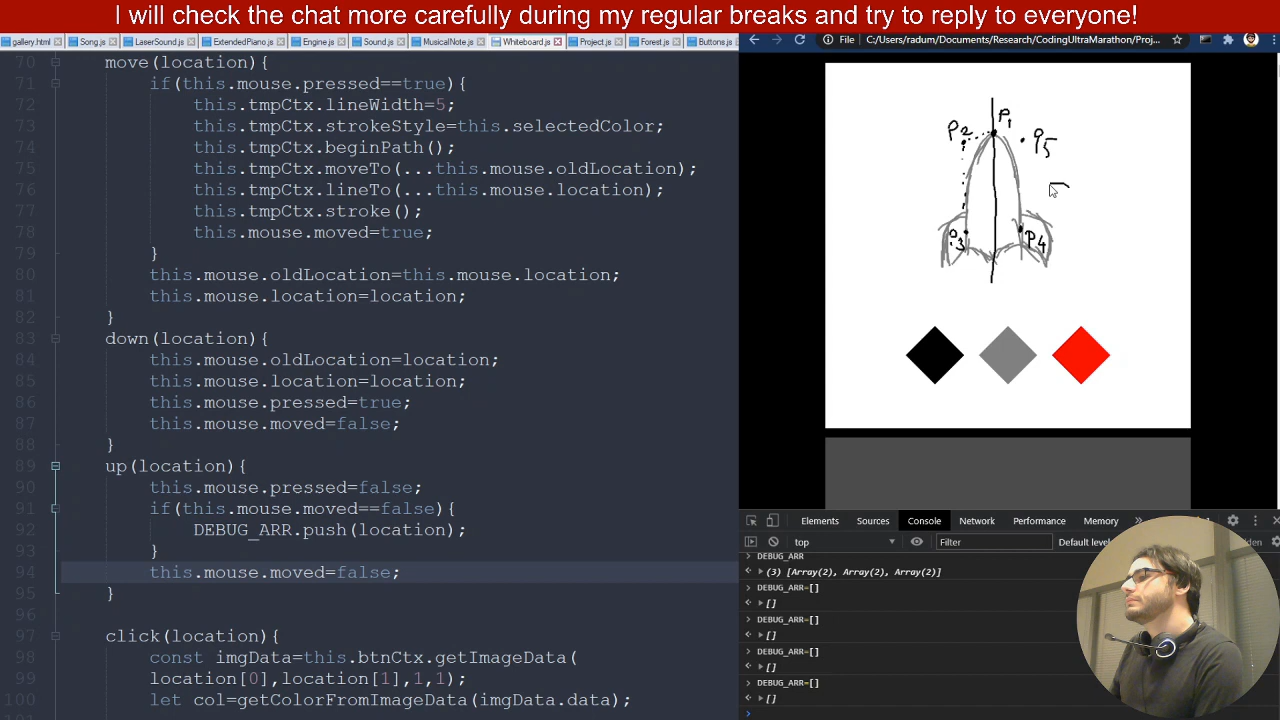 I will check the chat more carefully during my regular breaks and try to reply to everyone!
gallery.html Song.js LaserSound.js ExtendedPiano.js Engine.js Sound.js MusicalNote.js Whiteboard.js Project.js Forest.js Buttons.js
File C:/Users/radum/Documents/Research/CodingUltraMarathon/Proj...
70 move(location){
71 if(this.mouse.pressed==true){
72 this.tmpCtx.lineWidth=5;
73 this.tmpCtx.strokeStyle=this.selectedColor;
74 this.tmpCtx.beginPath();
75 this.tmpCtx.moveTo(...this.mouse.oldLocation);
76 this.tmpCtx.lineTo(...this.mouse.location);
77 this.tmpCtx.stroke();
78 this.mouse.moved=true;
79 }
80 this.mouse.oldLocation=this.mouse.location;
81 this.mouse.location=location;
82 }
83 down(location){
84 this.mouse.oldLocation=location;
85 this.mouse.location=location;
86 this.mouse.pressed=true;
87 this.mouse.moved=false;
88 }
89 up(location){
90 this.mouse.pressed=false;
91 if(this.mouse.moved==false){
92 DEBUG_ARR.push(location);
93 }
94 this.mouse.moved=false;
95 }
96
97 click(location){
98 const imgData=this.btnCtx.getImageData(
99 location[0],location[1],1,1);
100 let col=getColorFromImageData(imgData.data);
P1
P2
P3
P4
Elements Sources Console Network Performance Memory »
top Filter Default level
DEBUG_ARR
(3) [Array(2), Array(2), Array(2)]
DEBUG_ARR=[]
[]
DEBUG_ARR=[]
[]
DEBUG_ARR=[]
[]
DEBUG_ARR=[]
[]